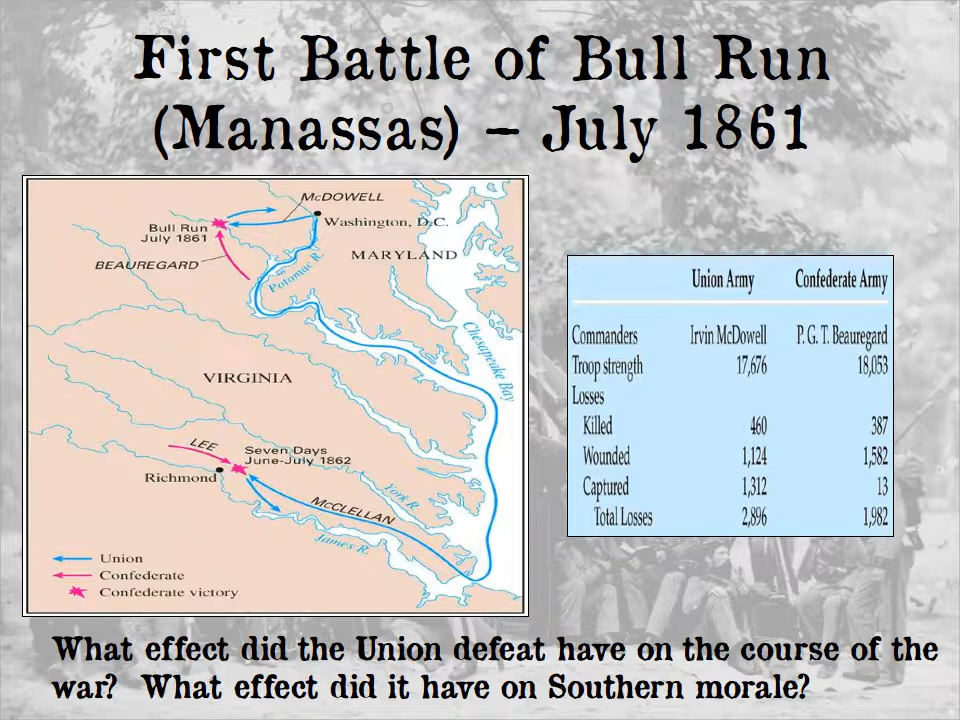 First Battle of Bull Run
(Manassas) – July 1861
McDOWELL
Washington, D.C.
Bull Run
July 1861
MARYLAND
BEAUREGARD
Potomac R.
Chesapeake Bay
VIRGINIA
LEE
Seven Days
June-July 1862
Richmond
McCLELLAN
York R.
James R.
Union
Confederate
Confederate victory
Union Army Confederate Army
Commanders Irvin McDowell P. G. T. Beauregard
Troop strength 17,676 18,053
Losses
Killed 460 387
Wounded 1,124 1,582
Captured 1,312 13
Total Losses 2,896 1,982
What effect did the Union defeat have on the course of the
war? What effect did it have on Southern morale?